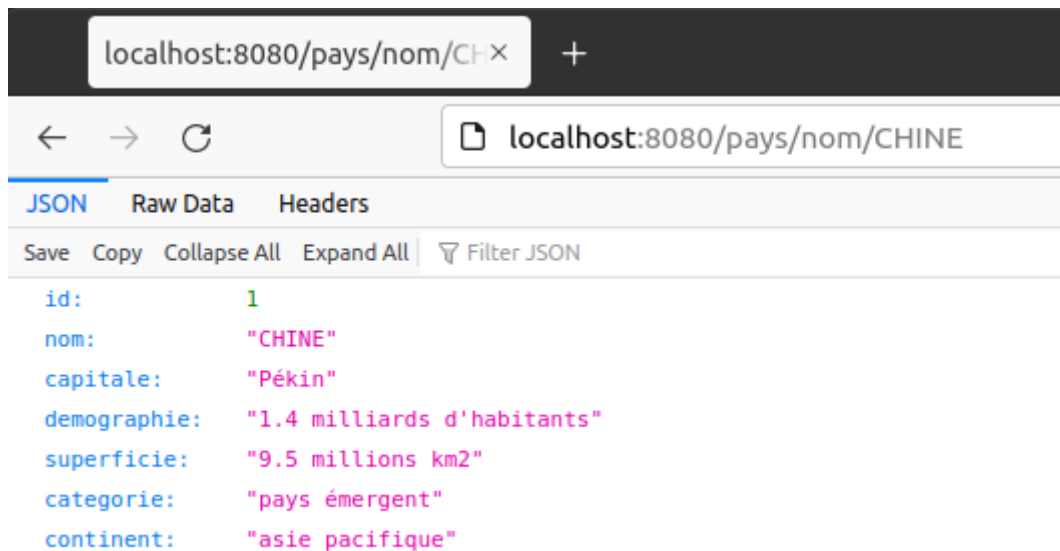 localhost:8080/pays/nom/CH
localhost:8080/pays/nom/CHINE
JSON Raw Data Headers
Save Copy Collapse All Expand All Filter JSON
id: 1
nom: "CHINE"
capitale: "Pékin"
demographie: "1.4 milliards d'habitants"
superficie: "9.5 millions km2"
categorie: "pays émergent"
continent: "asie pacifique"